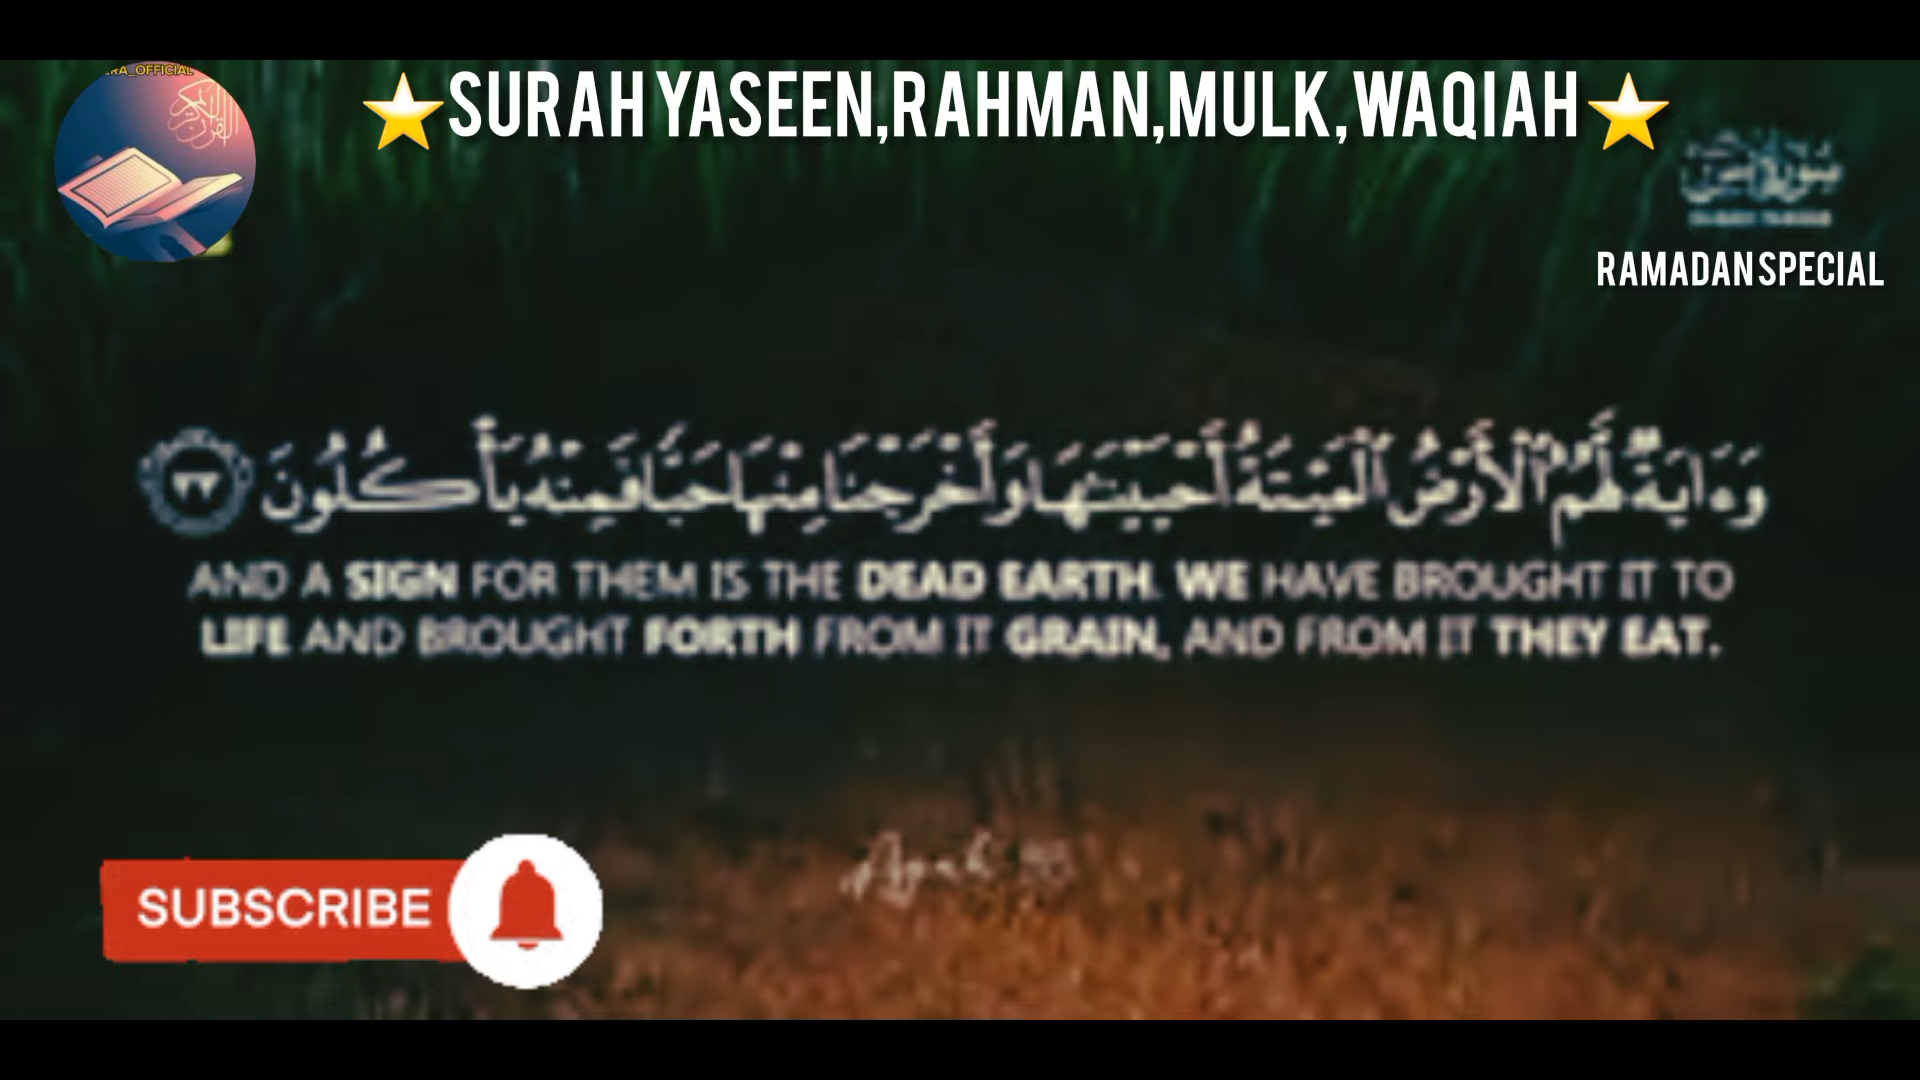 RA_OFFICIAL
⭐SURAH YASEEN,RAHMAN,MULK,WAQIAH⭐
RAMADAN SPECIAL
وَءَايَةٌ لَّهُمُ ٱلْأَرْضُ ٱلْمَيْتَةُ أَحْيَيْنَٰهَا وَأَخْرَجْنَا مِنْهَا حَبًّا فَمِنْهُ يَأْكُلُونَ
AND A SIGN FOR THEM IS THE DEAD EARTH. WE HAVE BROUGHT IT TO
LIFE AND BROUGHT FORTH FROM IT GRAIN, AND FROM IT THEY EAT.
SUBSCRIBE